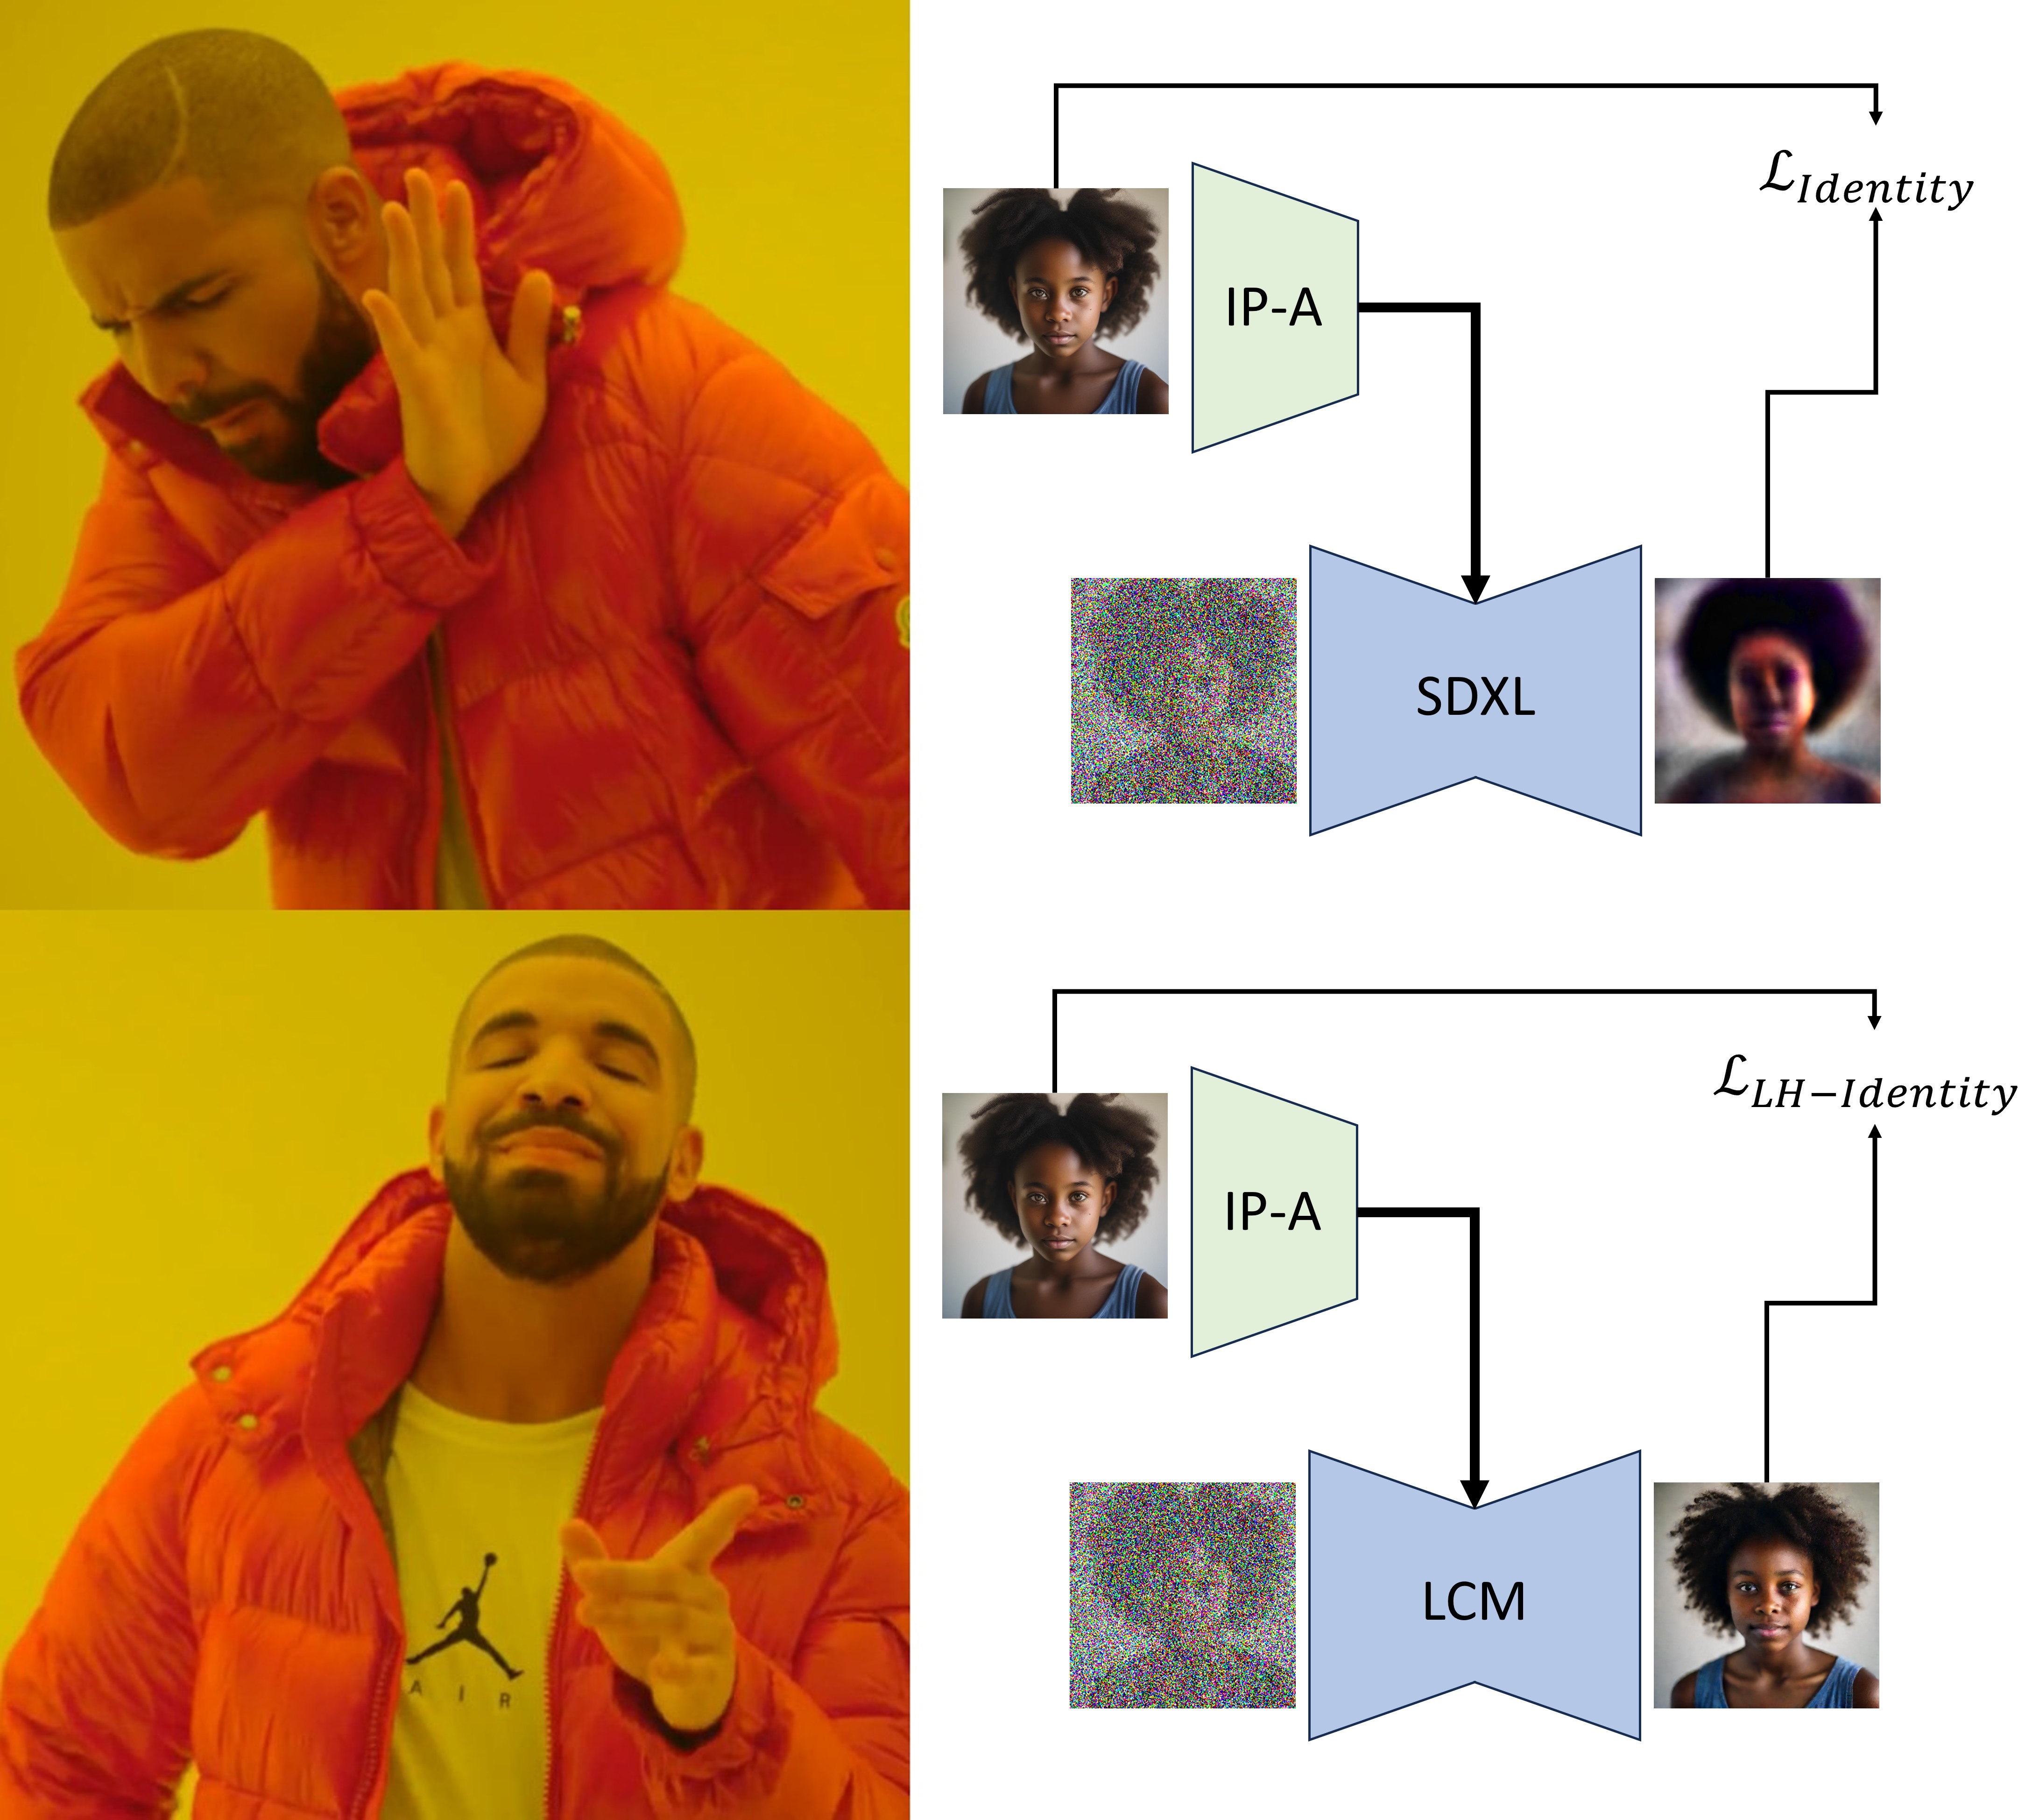 ℒ_Identity
IP-A
SDXL
ℒ_LH−Identity
IP-A
LCM
AIR